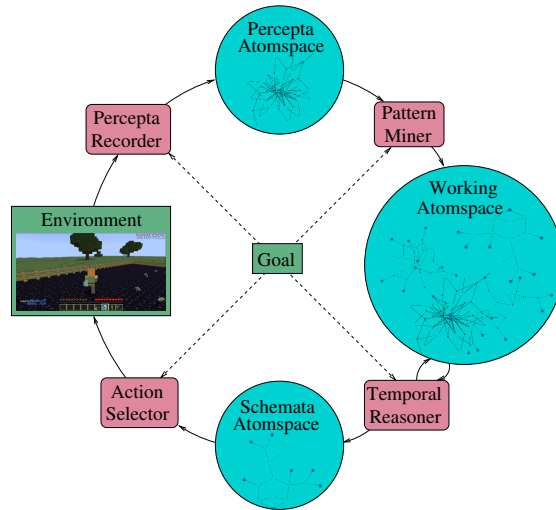 Percepta
Atomspace
Percepta
Recorder
Pattern
Miner
Environment
Working
Atomspace
Goal
Action
Selector
Schemata
Atomspace
Temporal
Reasoner